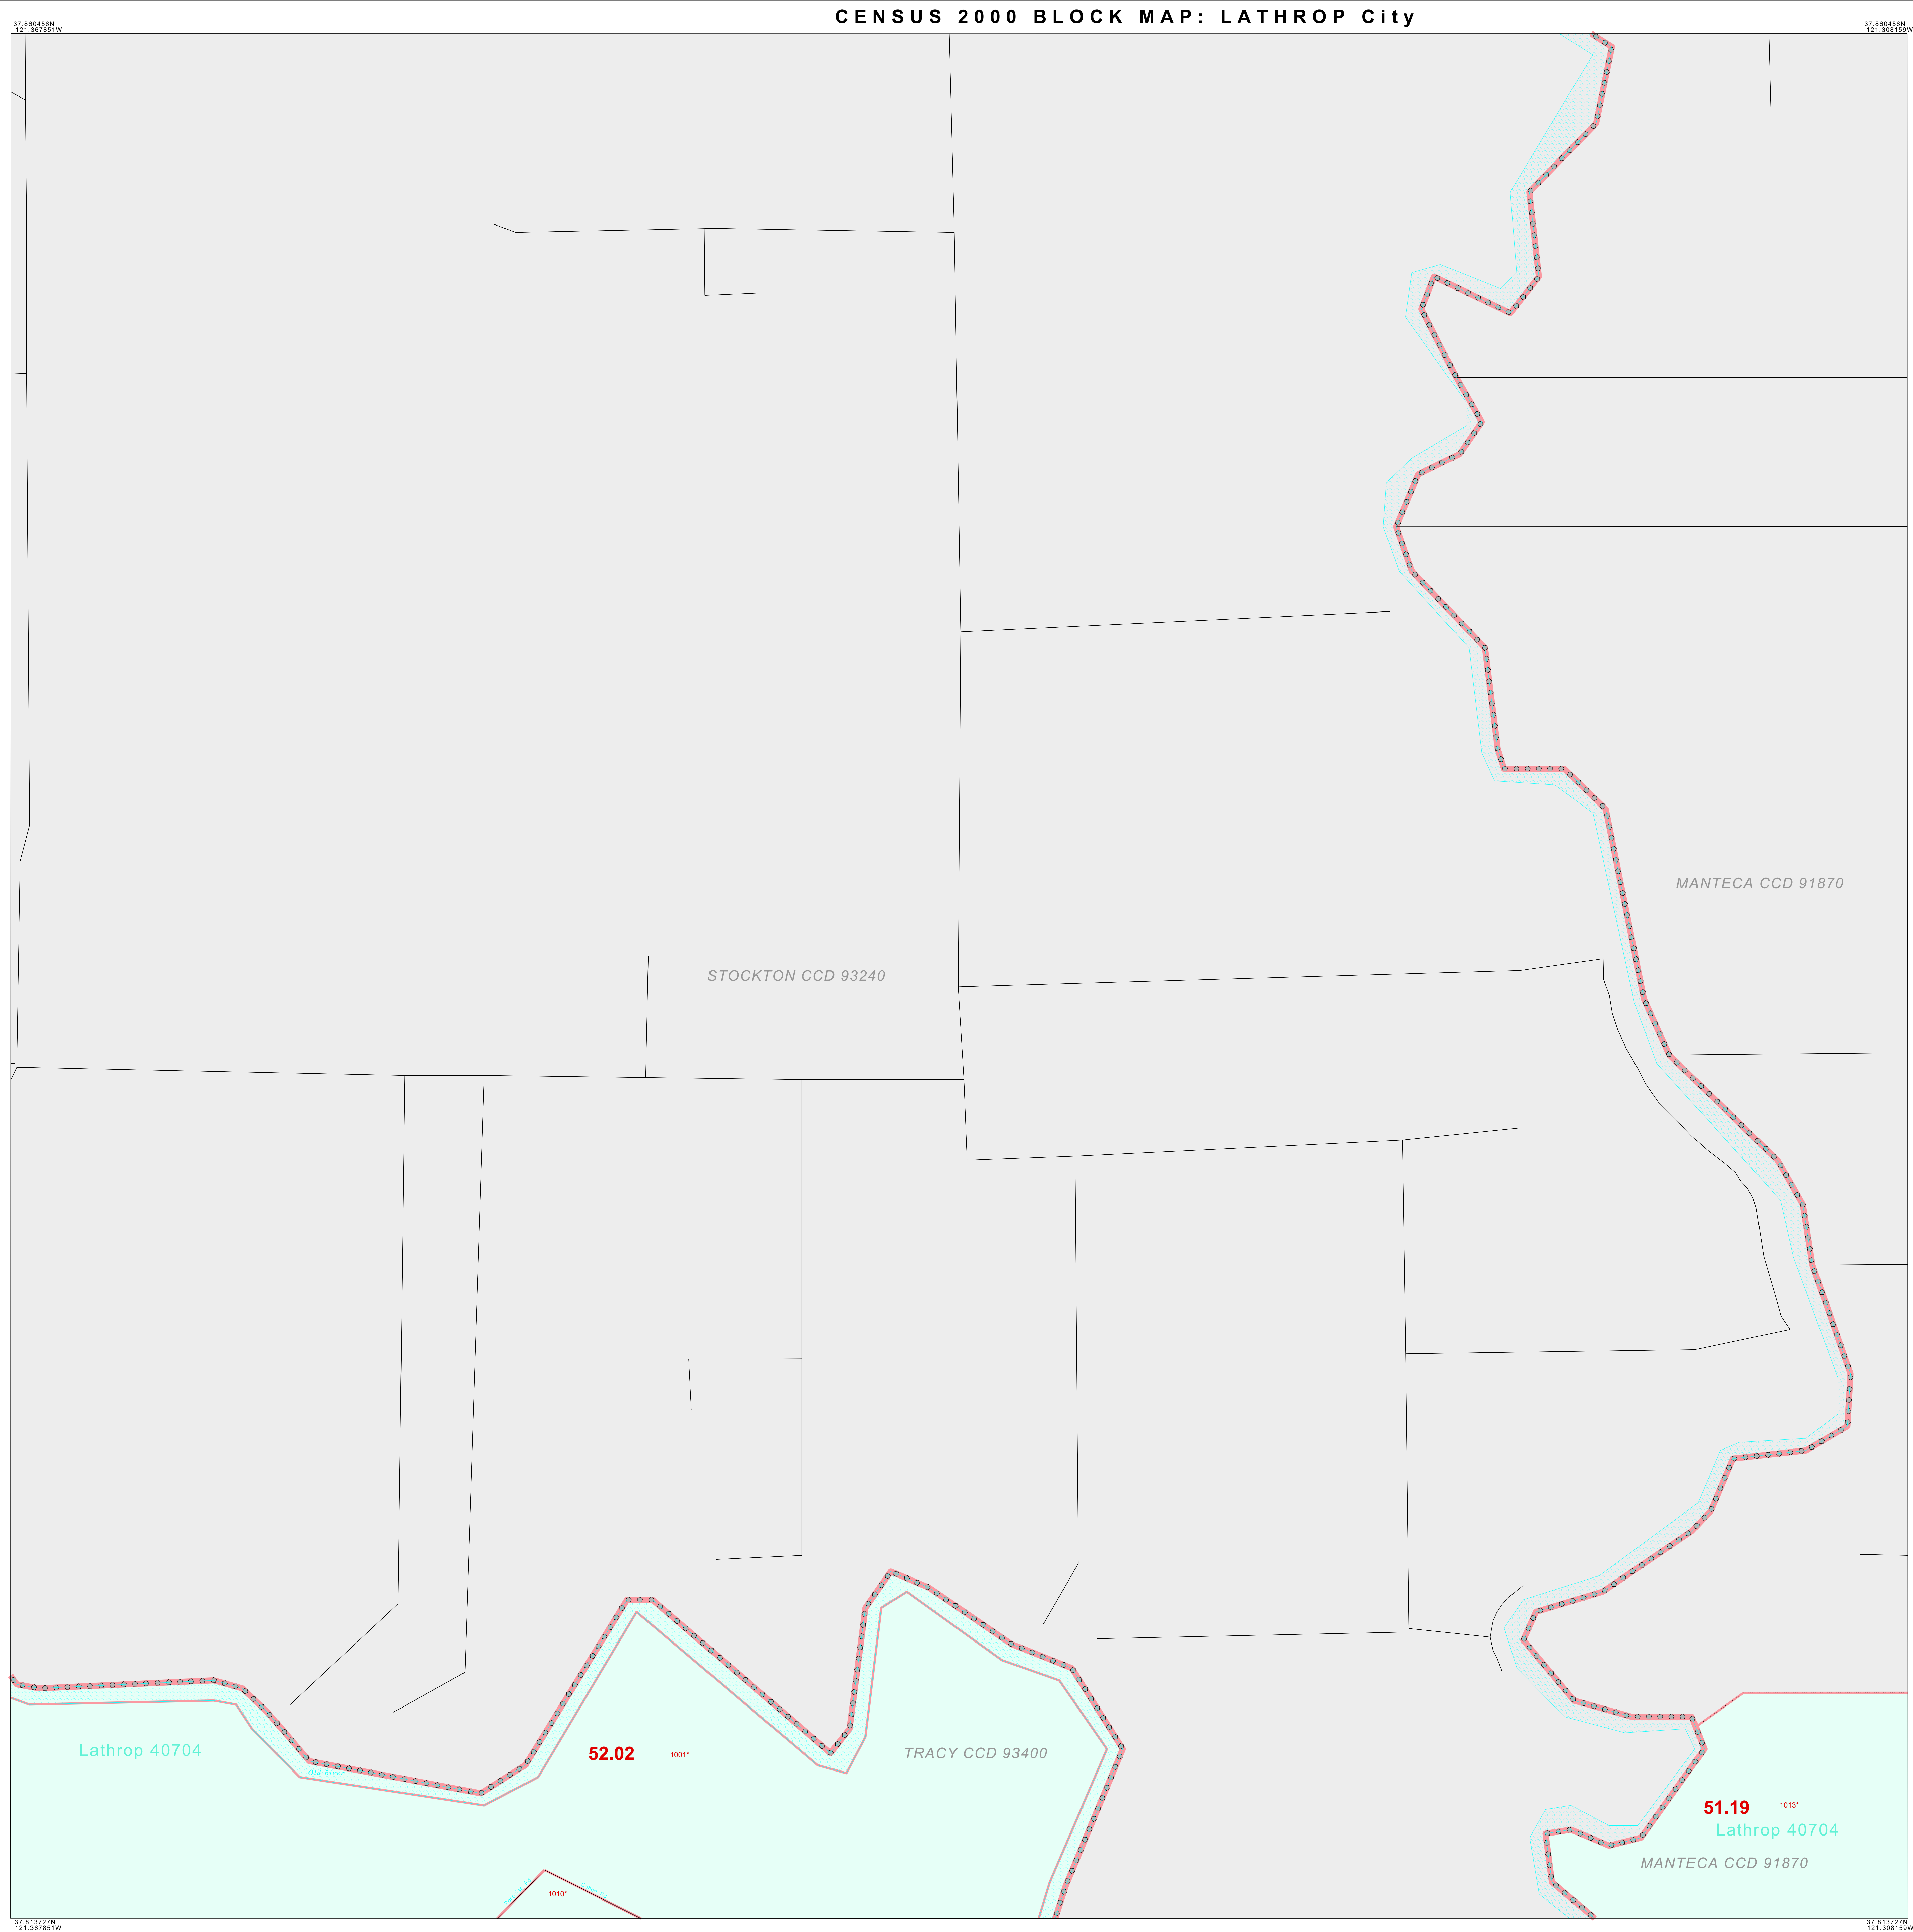 CENSUS 2000 BLOCK MAP: LATHROP City
37.860456N
121.367851W
37.860456N
121.308159W
MANTECA CCD 91870
STOCKTON CCD 93240
Lathrop 40704
Old River
52.02
1001*
TRACY CCD 93400
51.19
1013*
Lathrop 40704
MANTECA CCD 91870
1010*
37.813727N
121.367851W
37.813727N
121.308159W